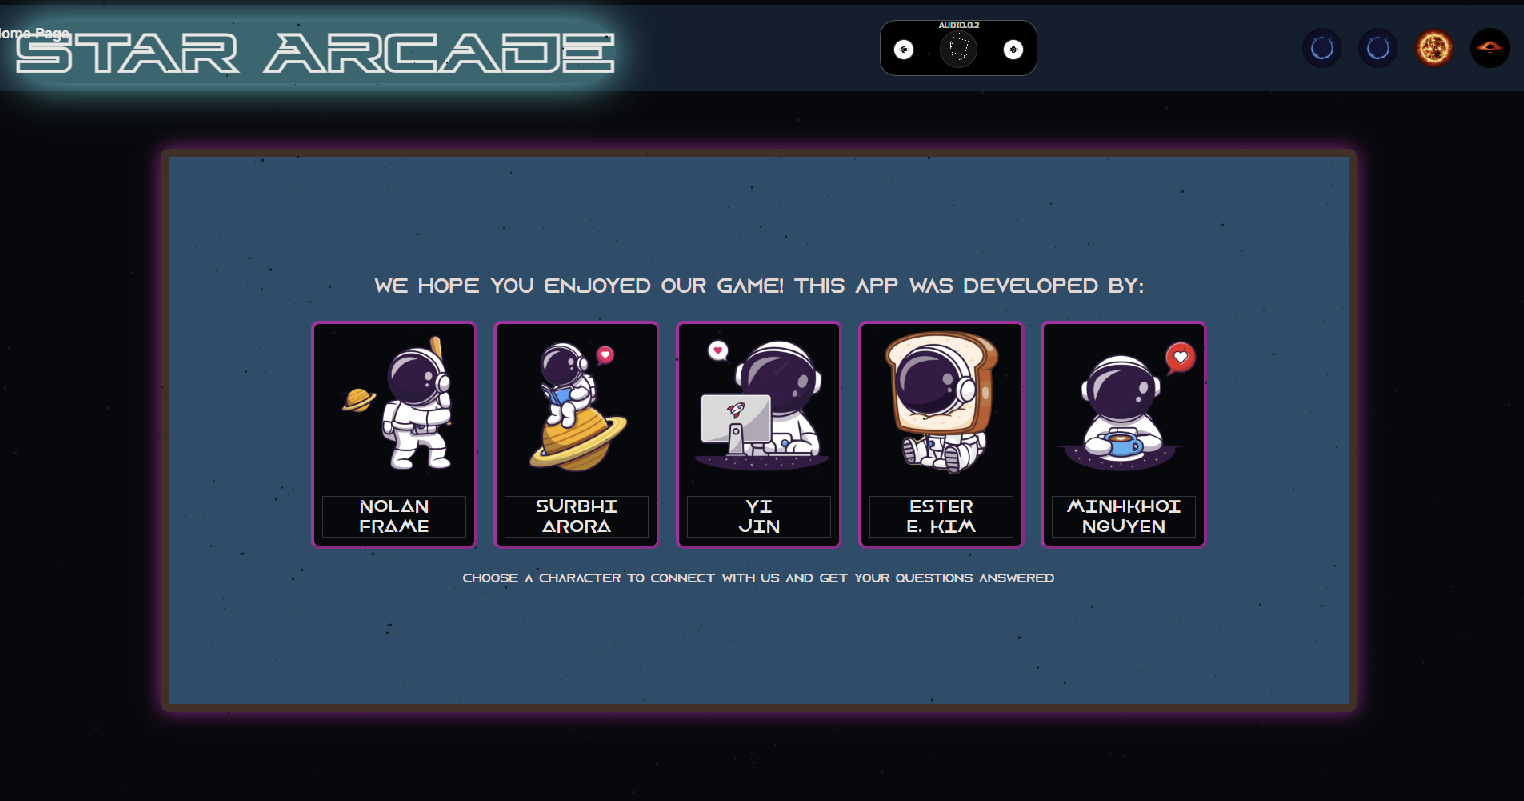 ome Page
STAR ARCADE
AUDIO.0.2
WE HOPE YOU ENJOYED OUR GAME! THIS APP WAS DEVELOPED BY:
NOLAN
FRAME
SURBHI
ARORA
YI
JIN
ESTER
E. KIM
MINHKHOI
NGUYEN
CHOOSE A CHARACTER TO CONNECT WITH US AND GET YOUR QUESTIONS ANSWERED